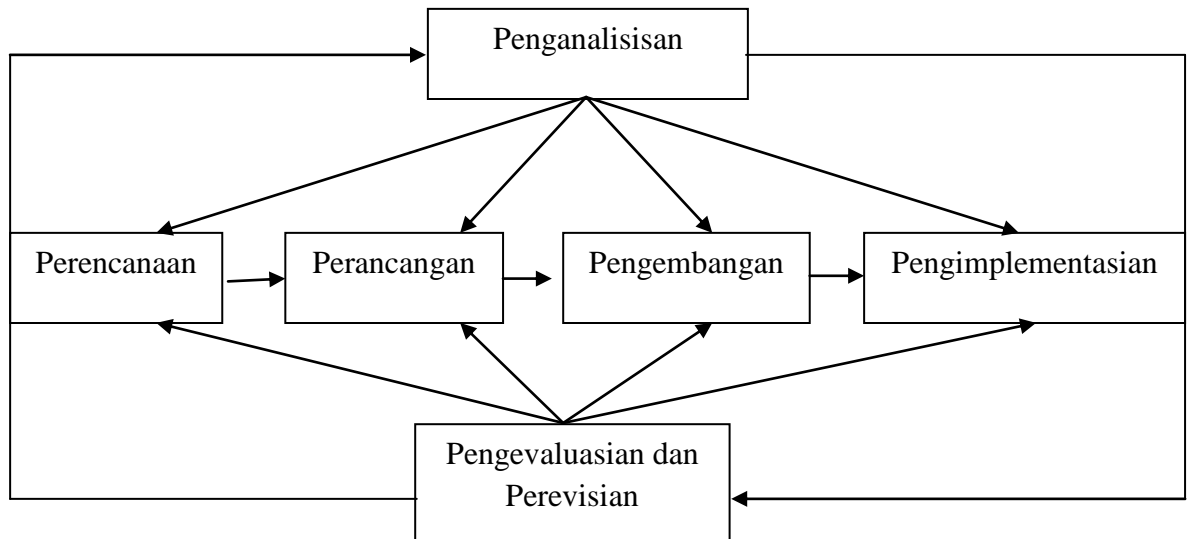 Penganalisisan
Perencanaan
Perancangan
Pengembangan
Pengimplementasian
Pengevaluasian dan
Perevisian